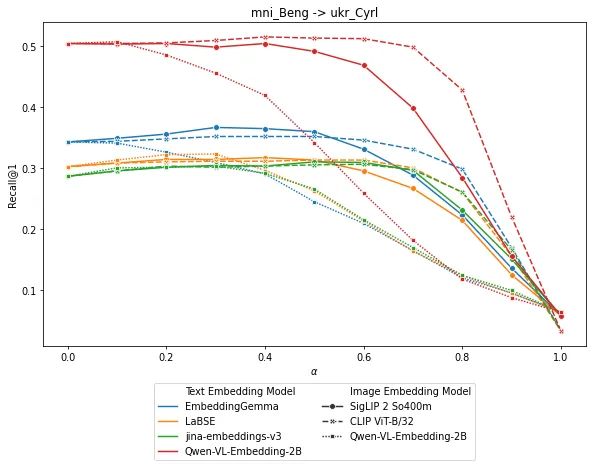 mni_Beng -> ukr_Cyrl
Recall@1
0.5
0.4
0.3
0.2
0.1
0.0 0.2 0.4 0.6 0.8 1.0
α
Text Embedding Model Image Embedding Model
EmbeddingGemma SigLIP 2 So400m
LaBSE CLIP ViT-B/32
jina-embeddings-v3 Qwen-VL-Embedding-2B
Qwen-VL-Embedding-2B